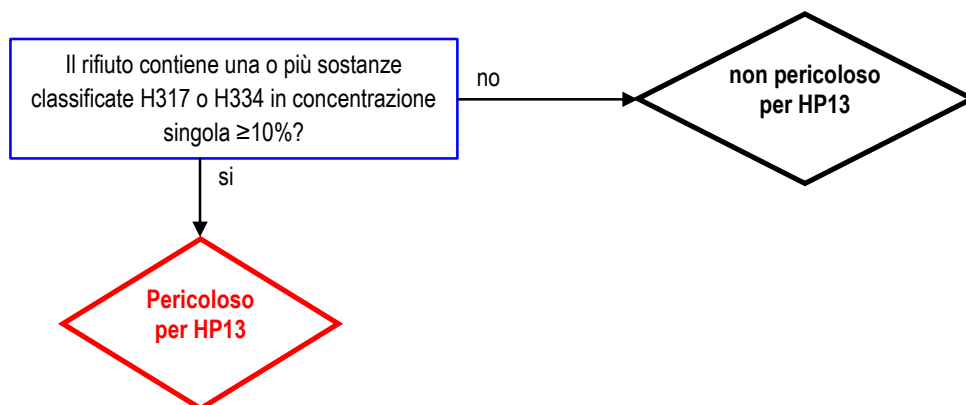 Il rifiuto contiene una o più sostanze
classificate H317 o H334 in concentrazione
singola ≥10%?
no
non pericoloso
per HP13
si
Pericoloso
per HP13